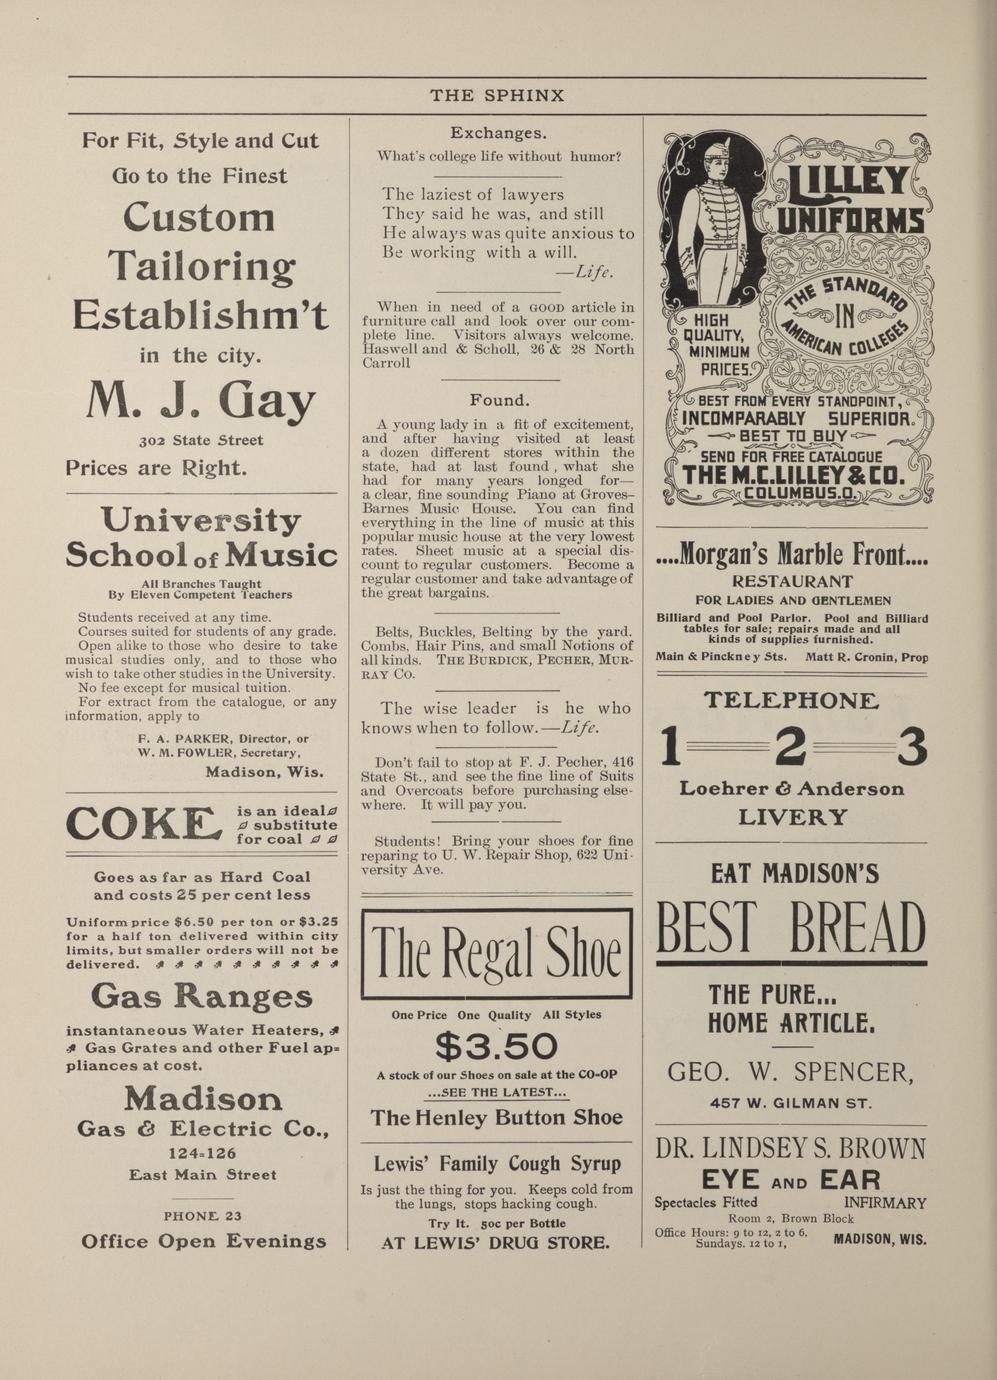 THE SPHINX
For Fit, Style and Cut
Go to the Finest
Custom
Tailoring
Establishm't
in the city.
M. J. Gay
302 State Street
Prices are Right.
University
School of Music
All Branches Taught
By Eleven Competent Teachers
Students received at any time.
Courses suited for students of any grade.
Open alike to those who desire to take
musical studies only, and to those who
wish to take other studies in the University.
No fee except for musical tuition.
For extract from the catalogue, or any
information, apply to
F. A. PARKER, Director, or
W. M. FOWLER, Secretary,
Madison, Wis.
COKE
is an ideal
substitute
for coal
Goes as far as Hard Coal
and costs 25 per cent less
Uniform price $6.50 per ton or $3.25
for a half ton delivered within city
limits, but smaller orders will not be
delivered.
Gas Ranges
instantaneous Water Heaters,
Gas Grates and other Fuel ap=
pliances at cost.
Madison
Gas & Electric Co.,
124=126
East Main Street
PHONE 23
Office Open Evenings
Exchanges.
What's college life without humor?
The laziest of lawyers
They said he was, and still
He always was quite anxious to
Be working with a will.
—Life.
When in need of a GOOD article in
furniture call and look over our com-
plete line. Visitors always welcome.
Haswell and & Scholl, 26 & 28 North
Carroll
Found.
A young lady in a fit of excitement,
and after having visited at least
a dozen different stores within the
state, had at last found , what she
had for many years longed for—
a clear, fine sounding Piano at Groves–
Barnes Music House. You can find
everything in the line of music at this
popular music house at the very lowest
rates. Sheet music at a special dis-
count to regular customers. Become a
regular customer and take advantage of
the great bargains.
Belts, Buckles, Belting by the yard.
Combs, Hair Pins, and small Notions of
all kinds. THE BURDICK, PECHER, MUR-
RAY CO.
The wise leader is he who
knows when to follow.—Life.
Don't fail to stop at F. J. Pecher, 416
State St., and see the fine line of Suits
and Overcoats before purchasing else-
where. It will pay you.
Students! Bring your shoes for fine
reparing to U. W. Repair Shop, 622 Uni-
versity Ave.
The Regal Shoe
One Price One Quality All Styles
$3.50
A stock of our Shoes on sale at the CO=OP
...SEE THE LATEST...
The Henley Button Shoe
Lewis' Family Cough Syrup
Is just the thing for you. Keeps cold from
the lungs, stops hacking cough.
Try It. 50c per Bottle
AT LEWIS' DRUG STORE.
LILLEY
UNIFORMS
THE STANDARD
IN
AMERICAN COLLEGES
HIGH
QUALITY,
MINIMUM
PRICES.
BEST FROM EVERY STANDPOINT,
INCOMPARABLY SUPERIOR.
BEST TO BUY
SEND FOR FREE CATALOGUE
THE M.C.LILLEY & CO.
COLUMBUS.O.
....Morgan's Marble Front....
RESTAURANT
FOR LADIES AND GENTLEMEN
Billiard and Pool Parlor. Pool and Billiard
tables for sale; repairs made and all
kinds of supplies furnished.
Main & Pinckney Sts. Matt R. Cronin, Prop
TELEPHONE
1 2 3
Loehrer & Anderson
LIVERY
EAT MADISON'S
BEST BREAD
THE PURE...
HOME ARTICLE.
GEO. W. SPENCER,
457 W. GILMAN ST.
DR. LINDSEY S. BROWN
EYE AND EAR
Spectacles Fitted INFIRMARY
Room 2, Brown Block
Office Hours: 9 to 12, 2 to 6.
Sundays. 12 to 1,
MADISON, WIS.